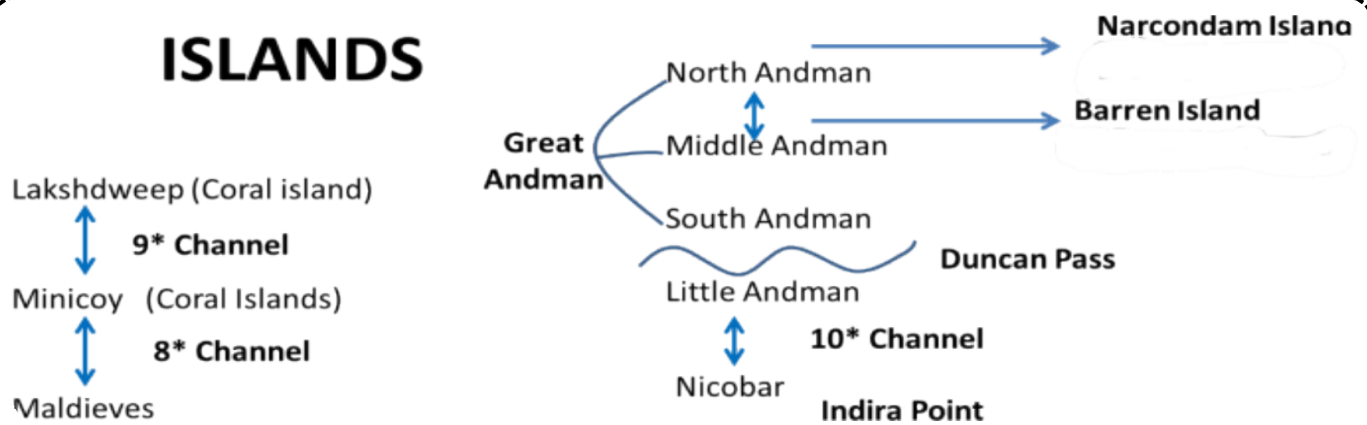 ISLANDS
Lakshdweep (Coral island)
9* Channel
Minicoy (Coral Islands)
8* Channel
Maldieves
Great
Andman
North Andman
Middle Andman
South Andman
Little Andman
Nicobar
Narcondam Island
Barren Island
Duncan Pass
10* Channel
Indira Point